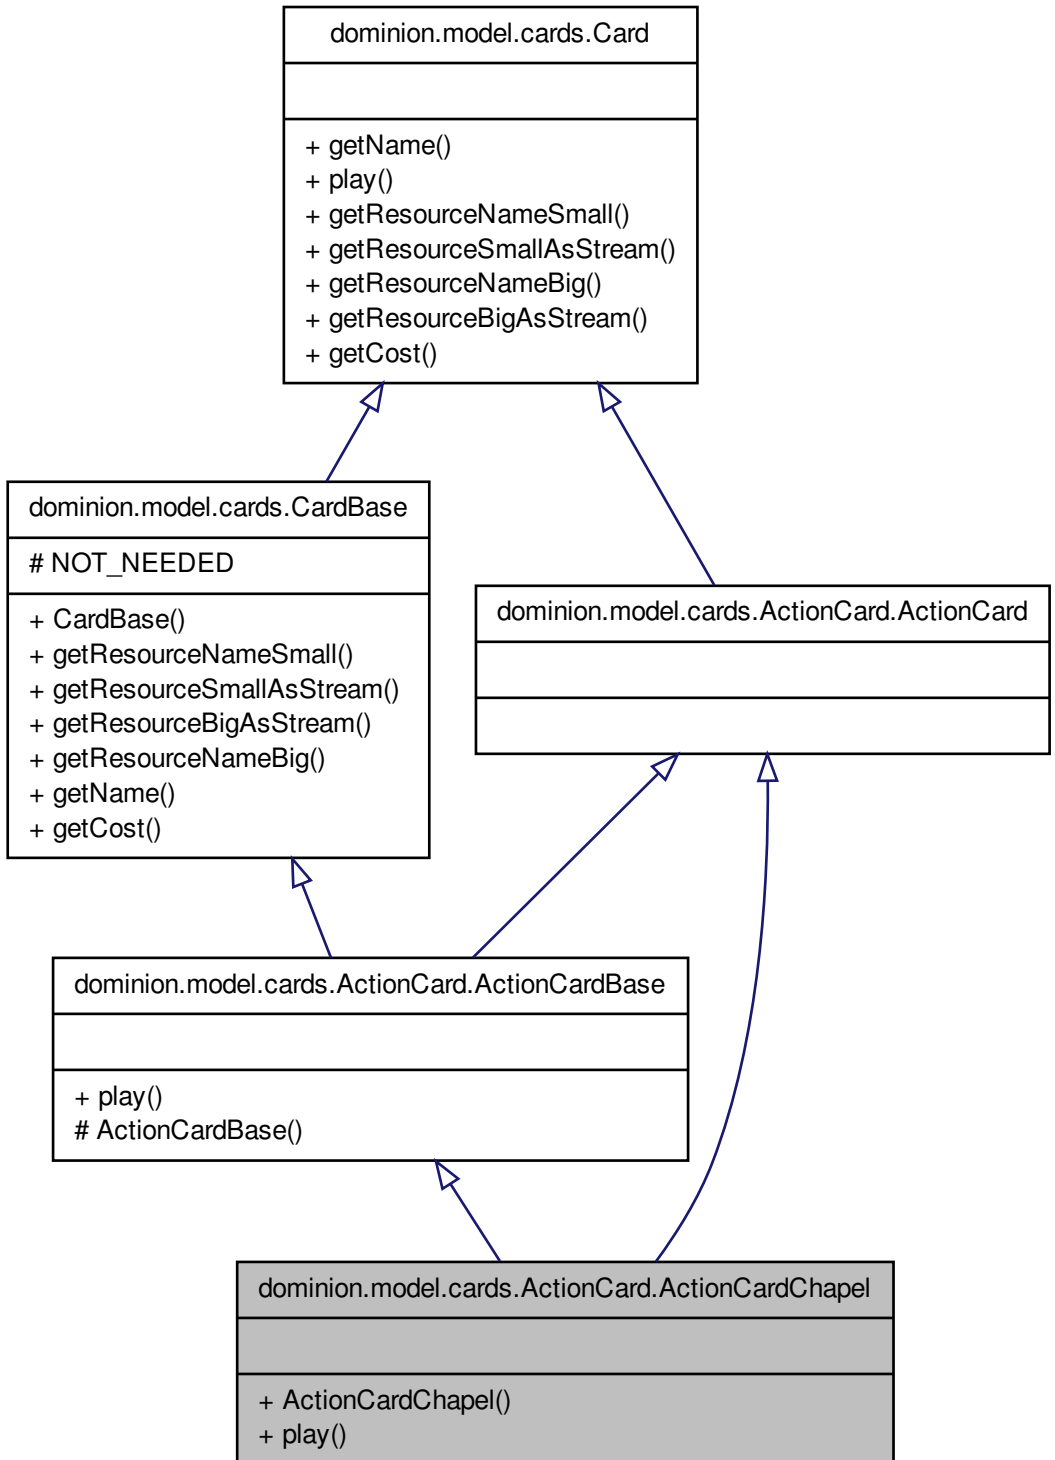 dominion.model.cards.Card
+ getName()
+ play()
+ getResourceNameSmall()
+ getResourceSmallAsStream()
+ getResourceNameBig()
+ getResourceBigAsStream()
+ getCost()
dominion.model.cards.CardBase
# NOT_NEEDED
+ CardBase()
+ getResourceNameSmall()
+ getResourceSmallAsStream()
+ getResourceBigAsStream()
+ getResourceNameBig()
+ getName()
+ getCost()
dominion.model.cards.ActionCard.ActionCard
dominion.model.cards.ActionCard.ActionCardBase
+ play()
# ActionCardBase()
dominion.model.cards.ActionCard.ActionCardChapel
+ ActionCardChapel()
+ play()